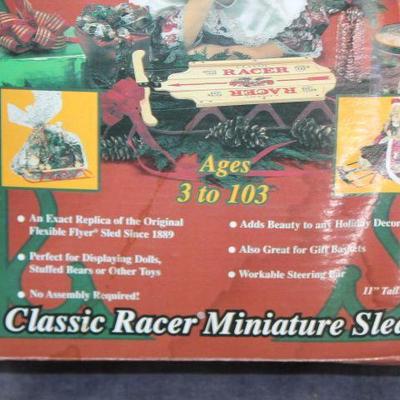 RACER
RACER
Ages
3 to 103
• An Exact Replica of the Original
Flexible Flyer® Sled Since 1889
• Perfect for Displaying Dolls,
Stuffed Bears or Other Toys
• No Assembly Required!
• Adds Beauty to any Holiday Decor
• Also Great for Gift Baskets
• Workable Steering Bar
11" Tall
Classic Racer Miniature Sle